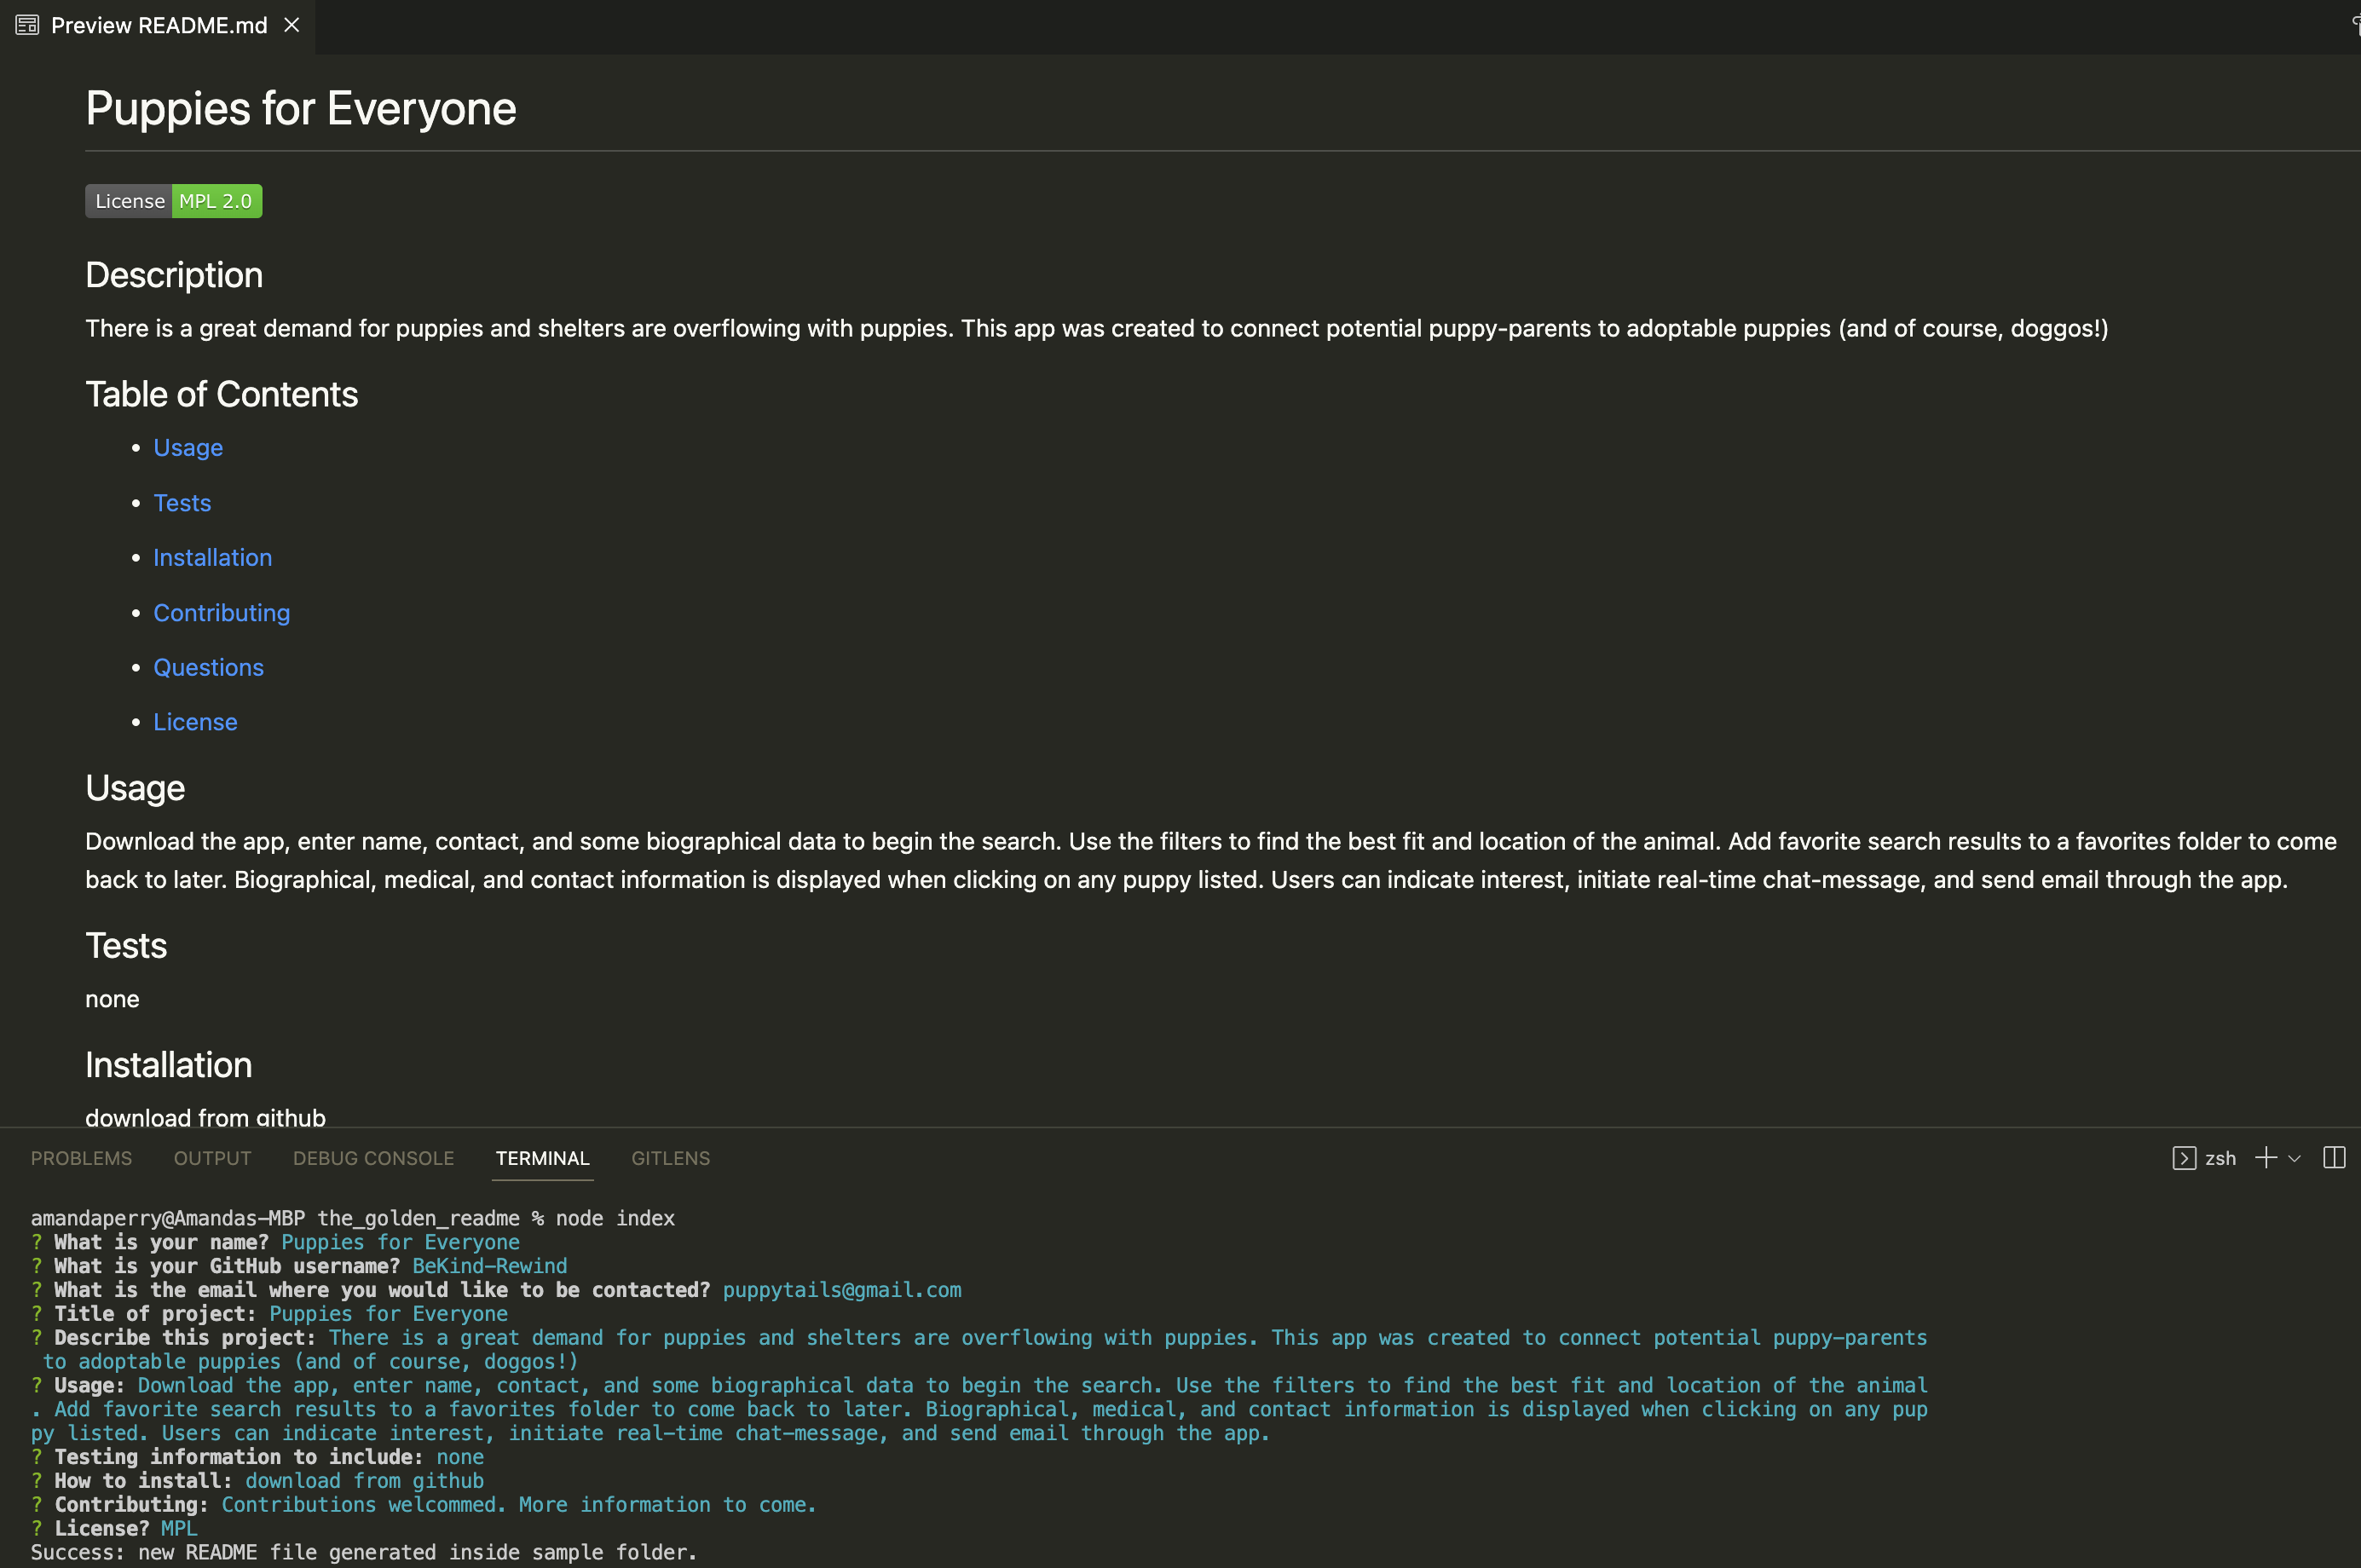 Preview README.md
Puppies for Everyone
License MPL 2.0
Description
There is a great demand for puppies and shelters are overflowing with puppies. This app was created to connect potential puppy-parents to adoptable puppies (and of course, doggos!)
Table of Contents
• Usage
• Tests
• Installation
• Contributing
• Questions
• License
Usage
Download the app, enter name, contact, and some biographical data to begin the search. Use the filters to find the best fit and location of the animal. Add favorite search results to a favorites folder to come
back to later. Biographical, medical, and contact information is displayed when clicking on any puppy listed. Users can indicate interest, initiate real-time chat-message, and send email through the app.
Tests
none
Installation
download from github
PROBLEMS OUTPUT DEBUG CONSOLE TERMINAL GITLENS zsh
amandaperry@Amandas-MBP the_golden_readme % node index
? What is your name? Puppies for Everyone
? What is your GitHub username? BeKind-Rewind
? What is the email where you would like to be contacted? puppytails@gmail.com
? Title of project: Puppies for Everyone
? Describe this project: There is a great demand for puppies and shelters are overflowing with puppies. This app was created to connect potential puppy-parents
to adoptable puppies (and of course, doggos!)
? Usage: Download the app, enter name, contact, and some biographical data to begin the search. Use the filters to find the best fit and location of the animal
. Add favorite search results to a favorites folder to come back to later. Biographical, medical, and contact information is displayed when clicking on any pup
py listed. Users can indicate interest, initiate real-time chat-message, and send email through the app.
? Testing information to include: none
? How to install: download from github
? Contributing: Contributions welcommed. More information to come.
? License? MPL
Success: new README file generated inside sample folder.